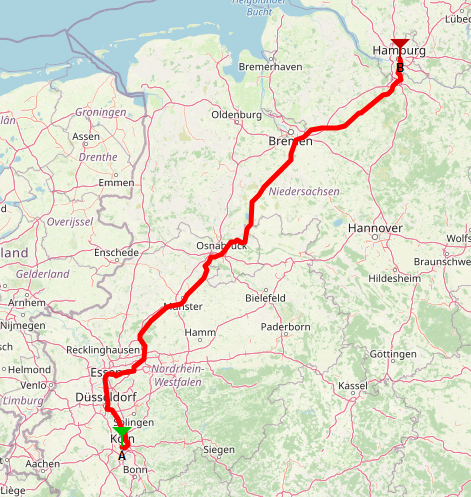 Helgoländer
Bucht
Hamburg
Lübec
B
Bremerhaven
Groningen
Oldenburg
Assen
Bremen
Drenthe
Emmen
Niedersachsen
Overijssel
Hannover
Osnabrück
Wolfs
Enschede
land
Braunschwe
Gelderland
Hildesheim
Arnhem
Bielefeld
Münster
Nijmegen
Paderborn
Hamm
Recklinghausen
Göttingen
Helmond
Essen
Nordrhein-
Westfalen
Venlo
Kassel
Limburg
Düsseldorf
Solingen
Köln
A
Siegen
Aachen
Bonn
Liège